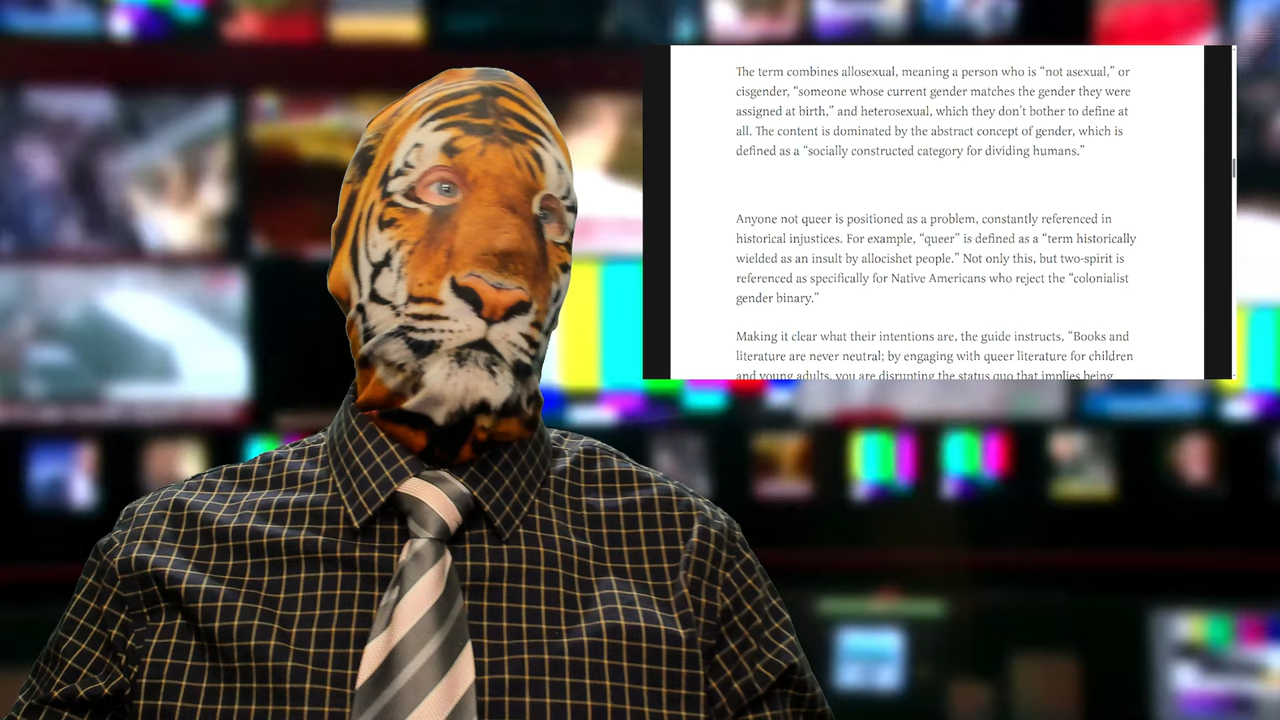 The term combines allosexual, meaning a person who is “not asexual,” or
cisgender, “someone whose current gender matches the gender they were
assigned at birth,” and heterosexual, which they don’t bother to define at
all. The content is dominated by the abstract concept of gender, which is
defined as a “socially constructed category for dividing humans.”
Anyone not queer is positioned as a problem, constantly referenced in
historical injustices. For example, “queer” is defined as a “term historically
wielded as an insult by allocishet people.” Not only this, but two-spirit is
referenced as specifically for Native Americans who reject the “colonialist
gender binary.”
Making it clear what their intentions are, the guide instructs, “Books and
literature are never neutral; by engaging with queer literature for children
and young adults, you are disrupting the status quo that implies being